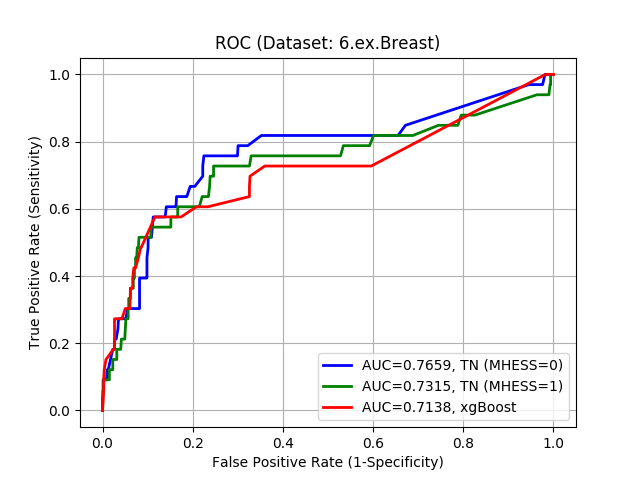 ROC (Dataset: 6.ex.Breast)
True Positive Rate (Sensitivity)
1.0
0.8
0.6
0.4
0.2
0.0
AUC=0.7659, TN (MHESS=0)
AUC=0.7315, TN (MHESS=1)
AUC=0.7138, xgBoost
0.0 0.2 0.4 0.6 0.8 1.0
False Positive Rate (1-Specificity)